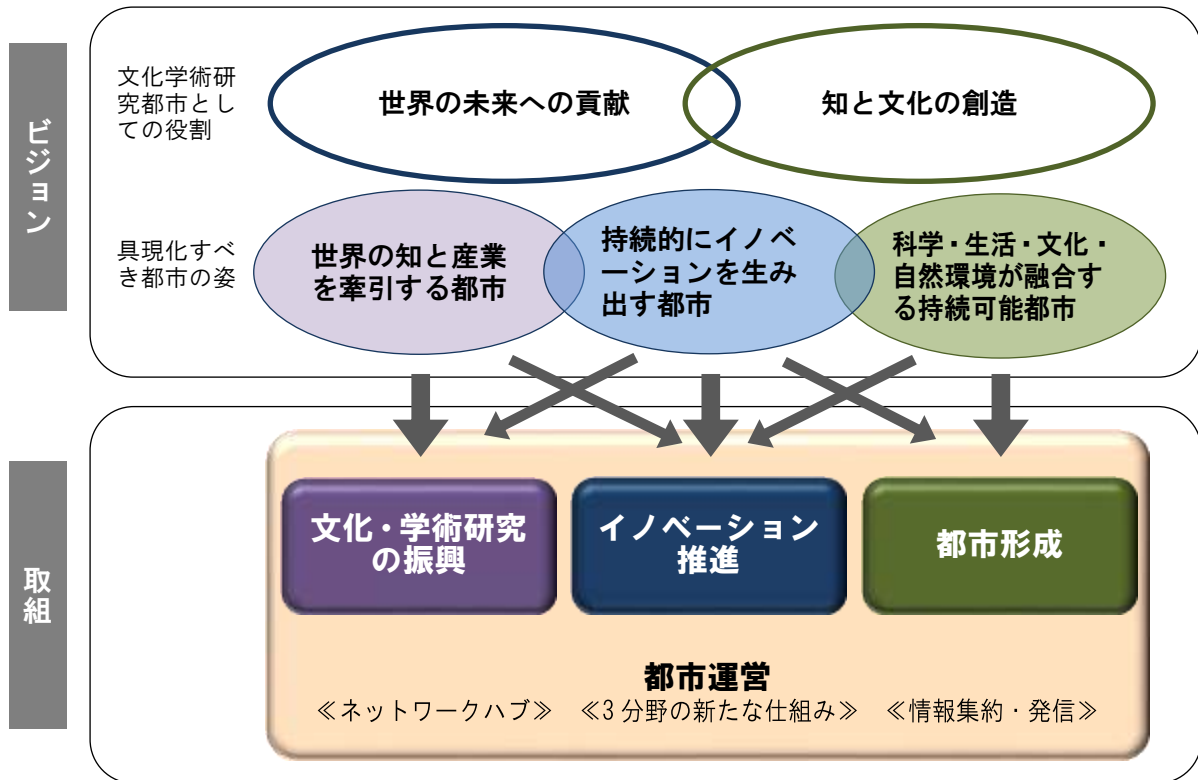 ビジョン
文化学術研
究都市とし
ての役割
世界の未来への貢献
知と文化の創造
具現化すべ
き都市の姿
世界の知と産業
を牽引する都市
持続的にイノベ
ーションを生み
出す都市
科学・生活・文化・
自然環境が融合す
る持続可能都市
取組
文化・学術研究
の振興
イノベーション
推進
都市形成
都市運営
≪ネットワークハブ≫
≪3分野の新たな仕組み≫
≪情報集約・発信≫